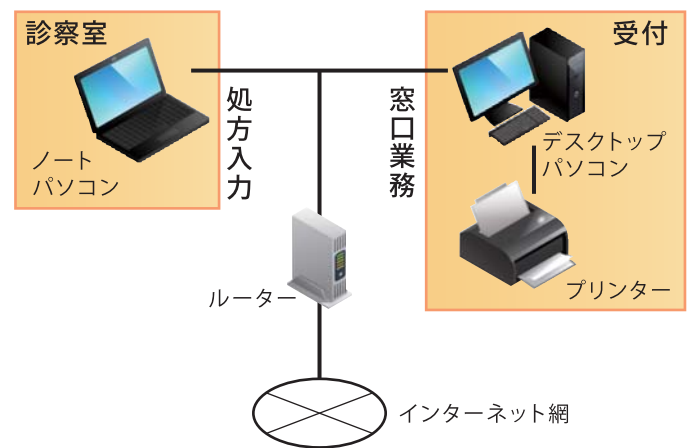 診察室
ノート
パソコン
処方入力
窓口業務
受付
デスクトップ
パソコン
プリンター
ルーター
インターネット網